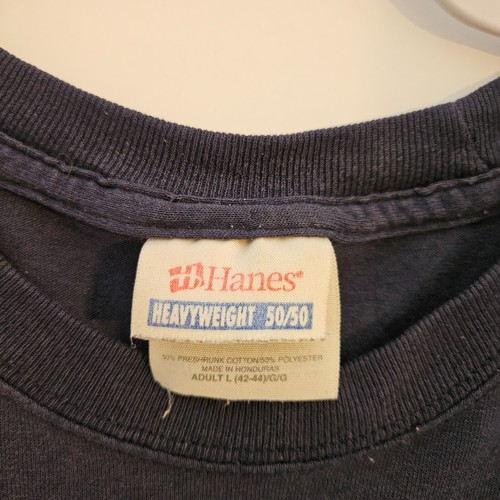 Hanes®
HEAVYWEIGHT 50/50
50% PRESHRUNK COTTON/50% POLYESTER
MADE IN HONDURAS
ADULT L (42-44)/G/G